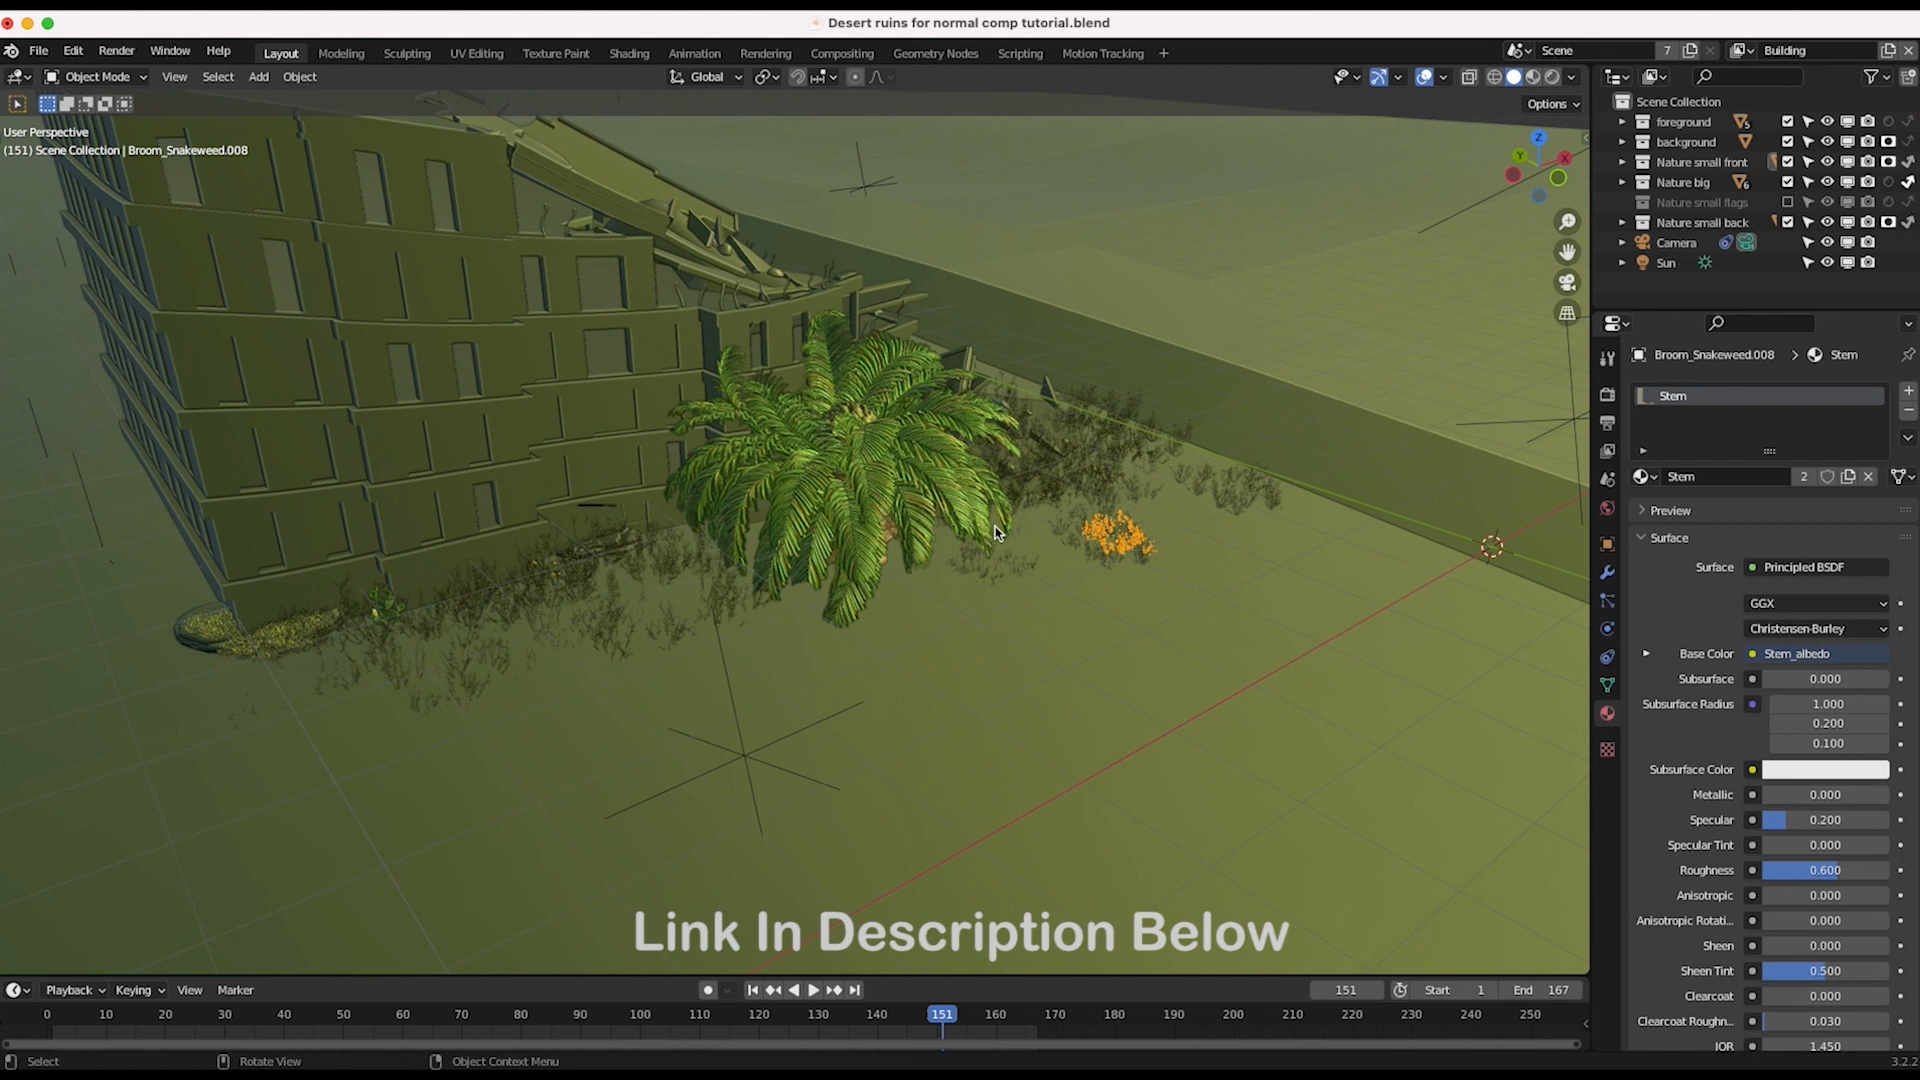 Desert ruins for normal comp tutorial.blend
File Edit Render Window Help Layout Modeling Sculpting UV Editing Texture Paint Shading Animation Rendering Compositing Geometry Nodes Scripting Motion Tracking + Scene 7 Building
Object Mode View Select Add Object Global
Options
User Perspective
(151) Scene Collection | Broom_Snakeweed.008
Z
Y
X
Scene Collection
foreground 5
background
Nature small front
Nature big 6
Nature small flags
Nature small back
Camera
Sun
Broom_Snakeweed.008 > Stem
Stem
Stem 2
Preview
Surface
Surface Principled BSDF
GGX
Christensen-Burley
Base Color Stem_albedo
Subsurface 0.000
Subsurface Radius 1.000
0.200
0.100
Subsurface Color
Metallic 0.000
Specular 0.200
Specular Tint 0.000
Roughness 0.600
Anisotropic 0.000
Anisotropic Rotati... 0.000
Sheen 0.000
Sheen Tint 0.500
Clearcoat 0.000
Clearcoat Roughn... 0.030
IOR 1.450
Link In Description Below
Playback Keying View Marker 151 Start 1 End 167
0 10 20 30 40 50 60 70 80 90 100 110 120 130 140 151 160 170 180 190 200 210 220 230 240 250
Select Rotate View Object Context Menu 3.2.2